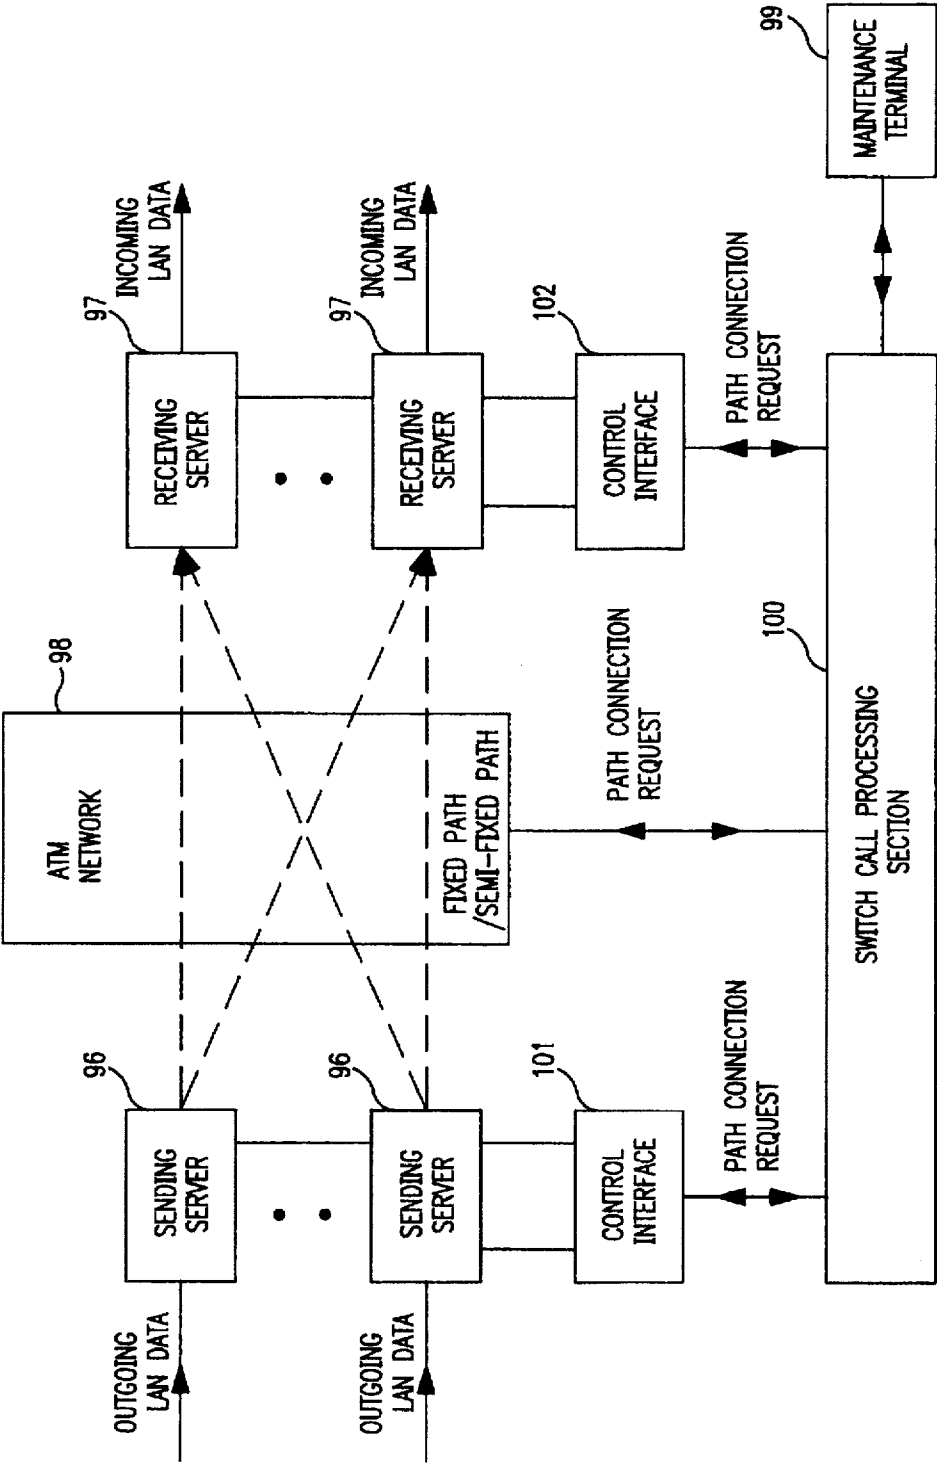 98
ATM
NETWORK
FIXED PATH
/SEMI-FIXED PATH
OUTGOING
LAN DATA
96
SENDING
SERVER
97
RECEIVING
SERVER
INCOMING
LAN DATA
OUTGOING
LAN DATA
96
SENDING
SERVER
97
RECEIVING
SERVER
INCOMING
LAN DATA
101
CONTROL
INTERFACE
102
CONTROL
INTERFACE
PATH CONNECTION
REQUEST
PATH CONNECTION
REQUEST
PATH CONNECTION
REQUEST
100
SWITCH CALL PROCESSING
SECTION
99
MAINTENANCE
TERMINAL